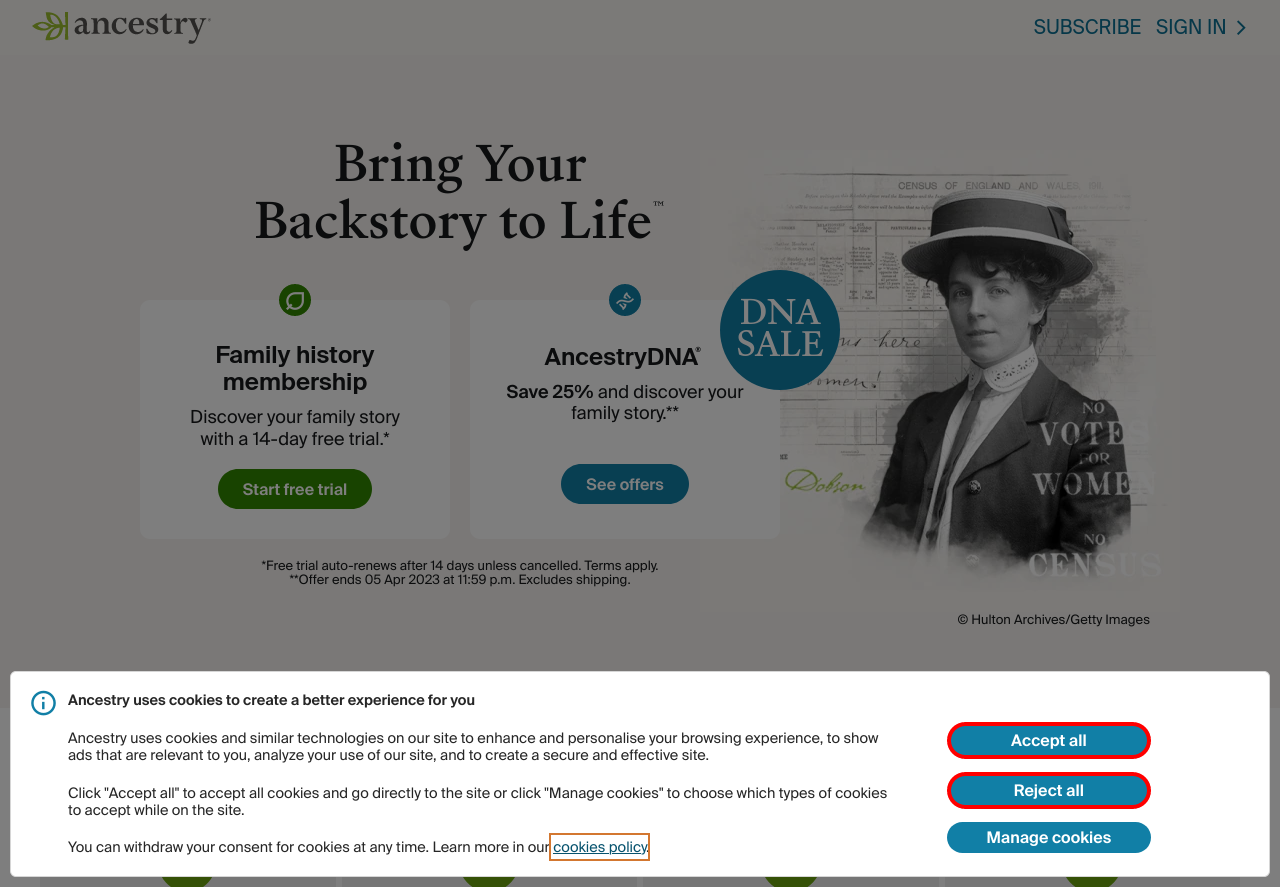 ancestry
SUBSCRIBE SIGN IN
Bring Your
Backstory to Life™
CENSUS OF ENGLAND AND WALES,
Family history
membership
Discover your family story
with a 14-day free trial.*
Start free trial
AncestryDNA®
Save 25% and discover your
family story.**
See offers
DNA
SALE
here
women!
Dobson
NO
VOTES
FOR
WOMEN
NO
CENSUS
*Free trial auto-renews after 14 days unless cancelled. Terms apply.
**Offer ends 05 Apr 2023 at 11:59 p.m. Excludes shipping.
© Hulton Archives/Getty Images
Ancestry uses cookies to create a better experience for you
Ancestry uses cookies and similar technologies on our site to enhance and personalise your browsing experience, to show
ads that are relevant to you, analyze your use of our site, and to create a secure and effective site.
Click "Accept all" to accept all cookies and go directly to the site or click "Manage cookies" to choose which types of cookies
to accept while on the site.
You can withdraw your consent for cookies at any time. Learn more in our cookies policy.
Accept all
Reject all
Manage cookies